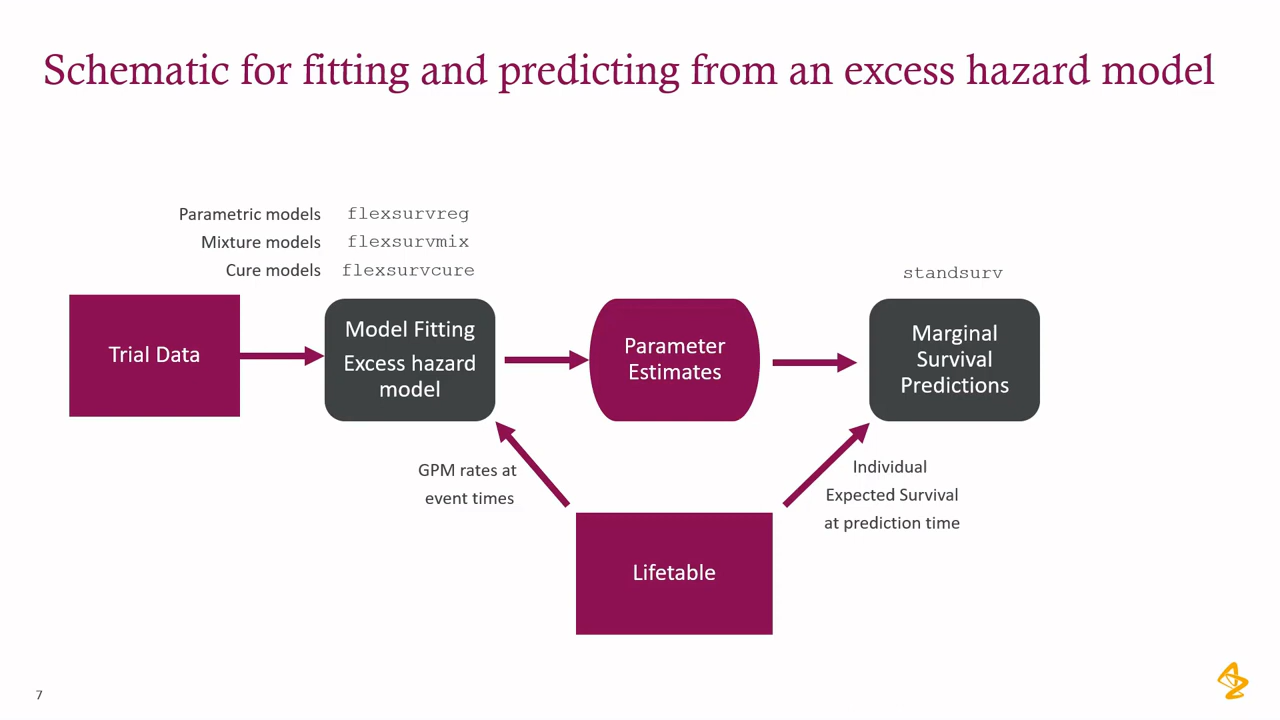 Schematic for fitting and predicting from an excess hazard model
Parametric models flexsurvreg
Mixture models flexsurvmix
Cure models flexsurvcure
standsurv
Trial Data
Model Fitting
Excess hazard
model
Parameter
Estimates
Marginal
Survival
Predictions
GPM rates at
event times
Individual
Expected Survival
at prediction time
Lifetable
7